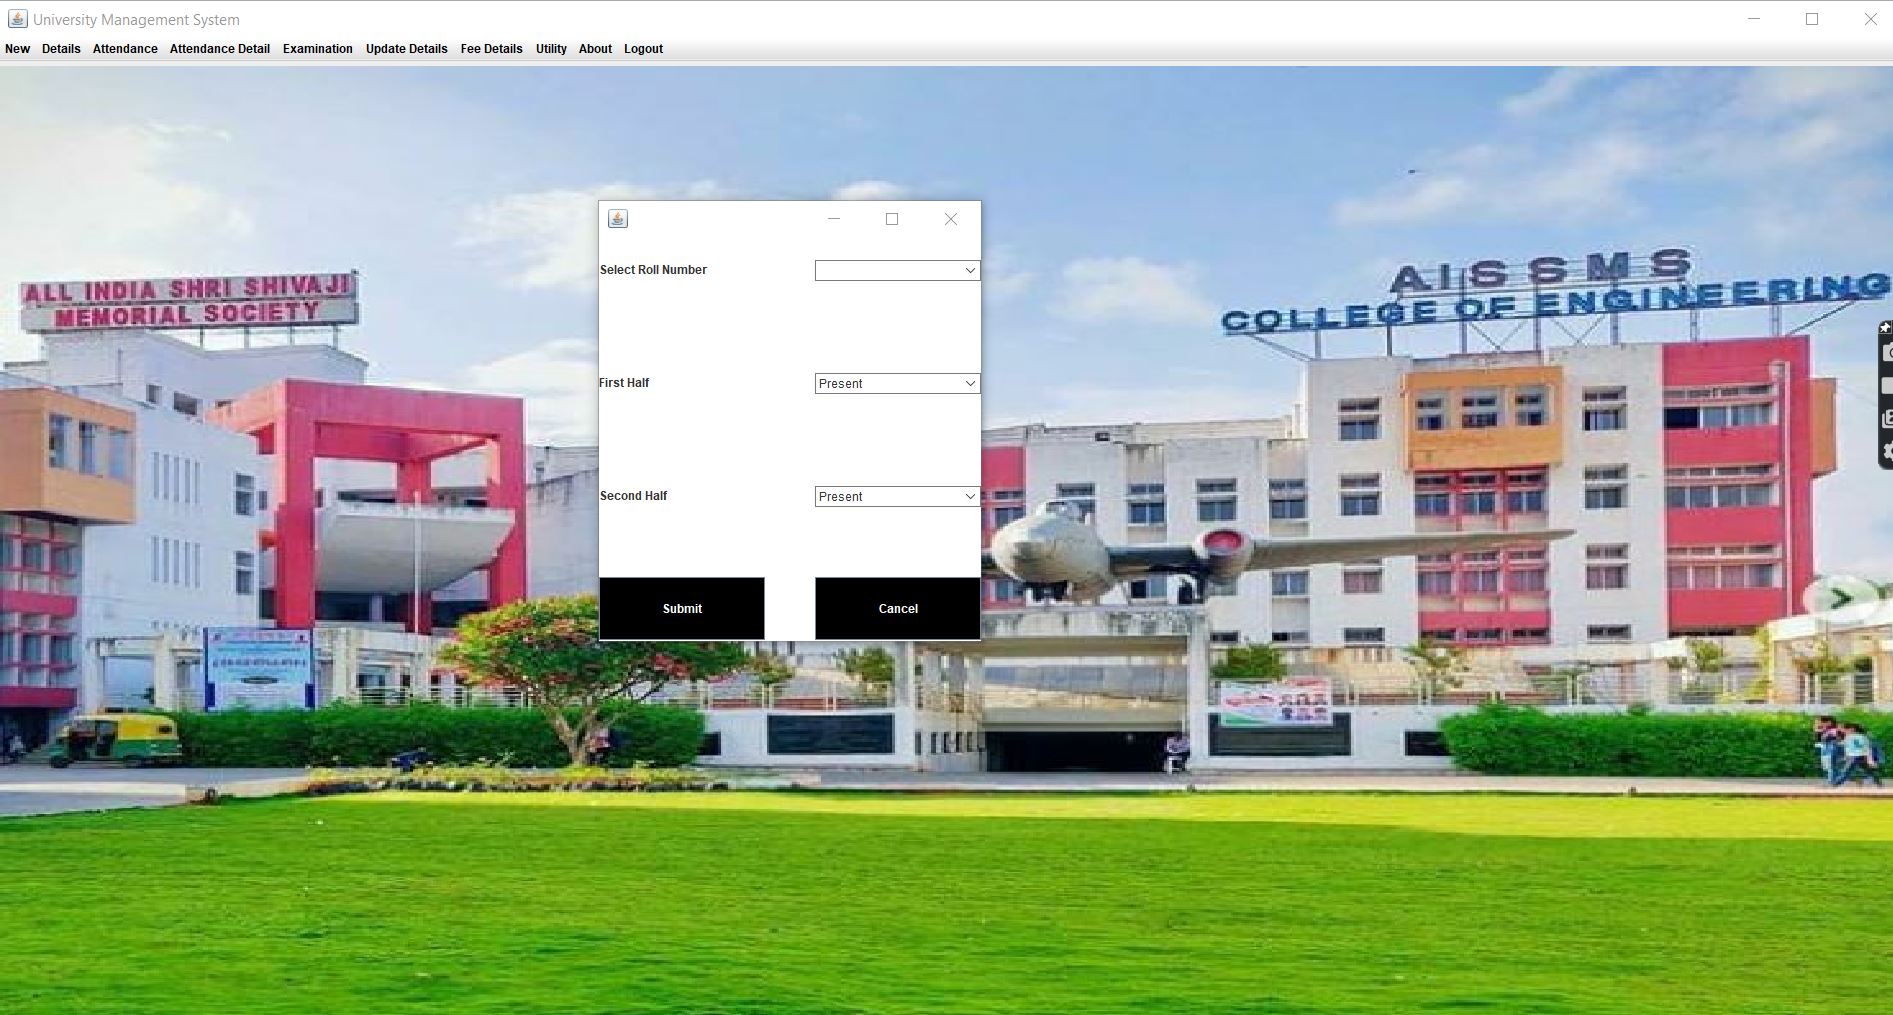 University Management System
New Details Attendance Attendance Detail Examination Update Details Fee Details Utility About Logout
ALL INDIA SHRI SHIVAJI
MEMORIAL SOCIETY
AISSMS
COLLEGE OF ENGINEERING
Select Roll Number
First Half Present
Second Half Present
Submit Cancel